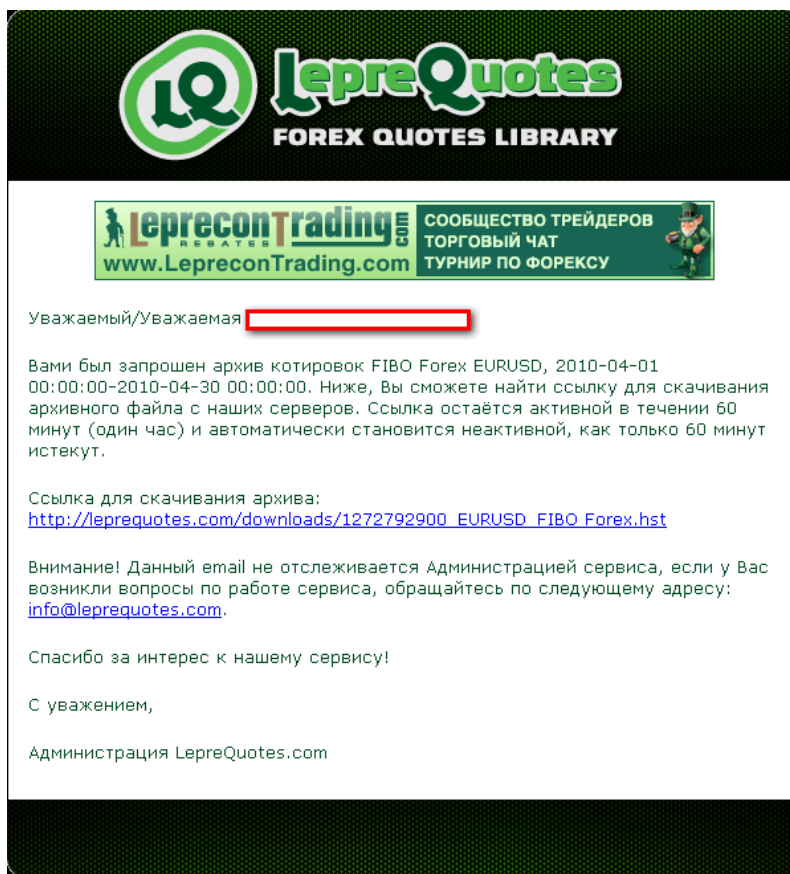 LQ LepreQuotes
FOREX QUOTES LIBRARY
LepreconTrading.com
REBATES
www.LepreconTrading.com
СООБЩЕСТВО ТРЕЙДЕРОВ
ТОРГОВЫЙ ЧАТ
ТУРНИР ПО ФОРЕКСУ
Уважаемый/Уважаемая
Вами был запрошен архив котировок FIBO Forex EURUSD, 2010-04-01
00:00:00-2010-04-30 00:00:00. Ниже, Вы сможете найти ссылку для скачивания
архивного файла с наших серверов. Ссылка остаётся активной в течении 60
минут (один час) и автоматически становится неактивной, как только 60 минут
истекут.
Ссылка для скачивания архива:
http://leprequotes.com/downloads/1272792900_EURUSD_FIBO Forex.hst
Внимание! Данный email не отслеживается Администрацией сервиса, если у Вас
возникли вопросы по работе сервиса, обращайтесь по следующему адресу:
info@leprequotes.com.
Спасибо за интерес к нашему сервису!
С уважением,
Администрация LepreQuotes.com